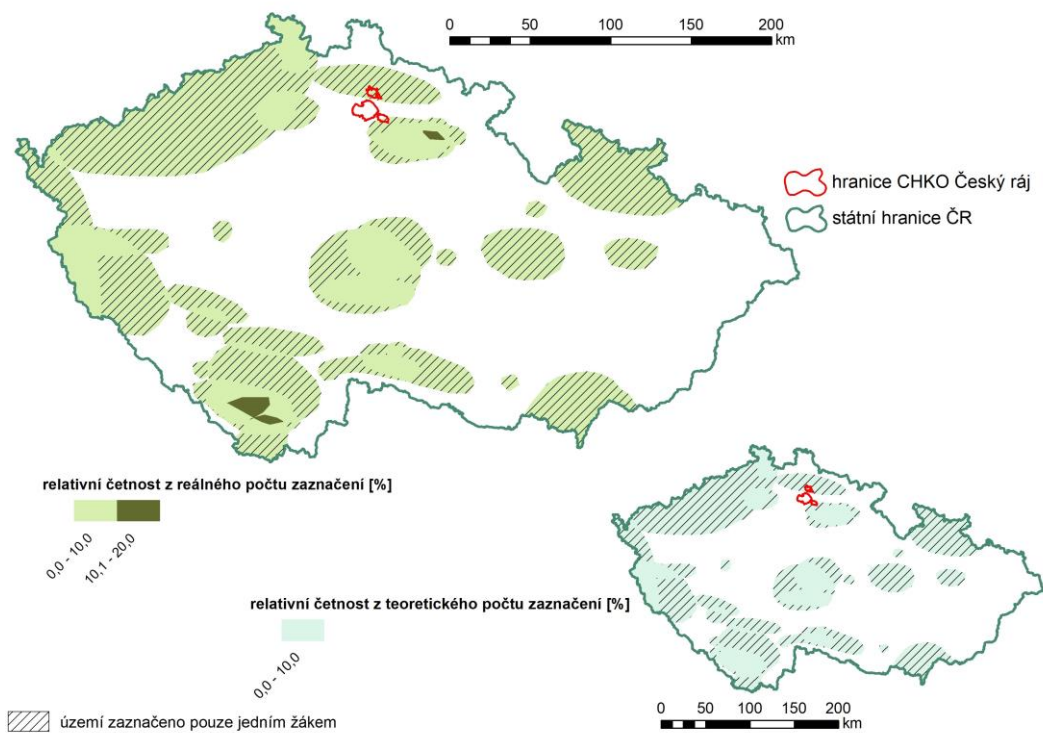 0 50 100 150 200
km
hranice CHKO Český ráj
státní hranice ČR
relativní četnost z reálného počtu zaznačení [%]
0,0 - 10,0
10,1 - 20,0
relativní četnost z teoretického počtu zaznačení [%]
0,0 - 10,0
území zaznačeno pouze jedním žákem
0 50 100 150 200
km